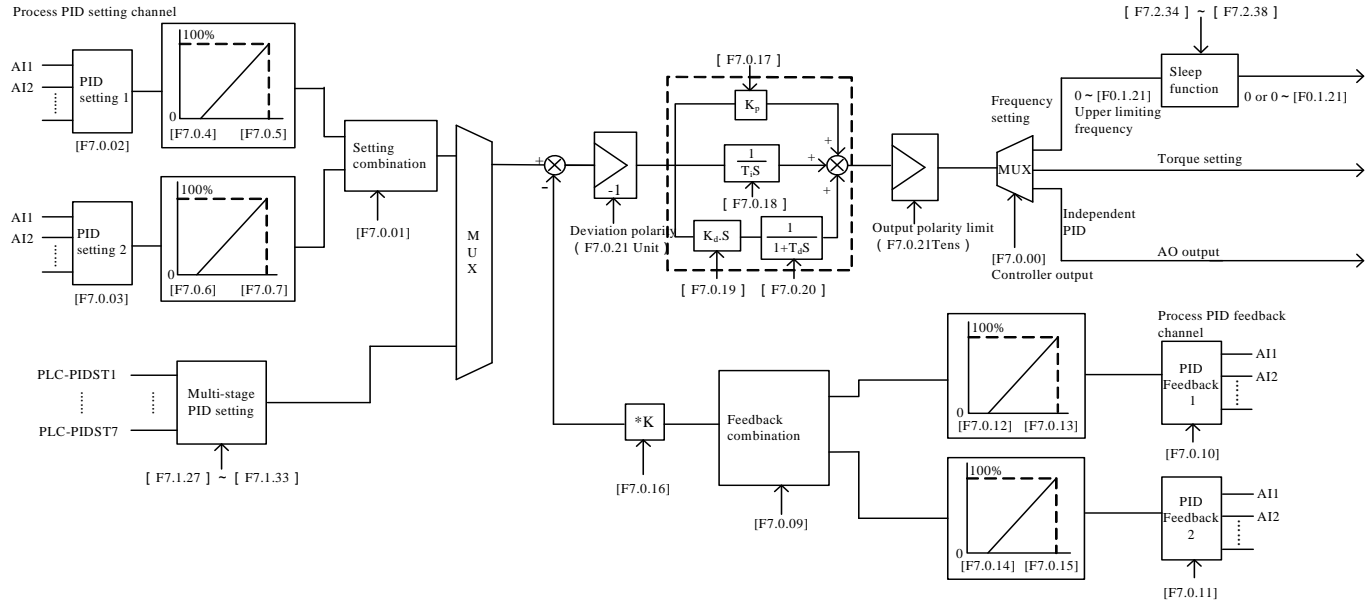 Process PID setting channel
AI1
AI2
PID
setting 1
[F7.0.02]
100%
0
[F7.0.4]
[F7.0.5]
AI1
AI2
PID
setting 2
[F7.0.03]
100%
0
[F7.0.6]
[F7.0.7]
Setting
combination
[F7.0.01]
PLC-PIDST1
PLC-PIDST7
Multi-stage
PID setting
[ F7.1.27 ] ~ [ F7.1.33 ]
M
U
X
+
-
-1
Deviation polarity
( F7.0.21 Unit )
[ F7.0.17 ]
Kp
1
TiS
[ F7.0.18 ]
Kd.S
1
1+TdS
[ F7.0.19 ]
[ F7.0.20 ]
+
+
+
Output polarity limit
( F7.0.21Tens )
MUX
[F7.0.00]
Controller output
Frequency
setting
0 ~ [F0.1.21]
Upper limiting
frequency
[ F7.2.34 ] ~ [ F7.2.38 ]
Sleep
function
0 or 0 ~ [F0.1.21]
Torque setting
Independent
PID
AO output
*K
[F7.0.16]
Feedback
combination
[F7.0.09]
100%
0
[F7.0.12]
[F7.0.13]
Process PID feedback
channel
PID
Feedback
1
AI1
AI2
[F7.0.10]
100%
0
[F7.0.14]
[F7.0.15]
PID
Feedback
2
AI1
AI2
[F7.0.11]